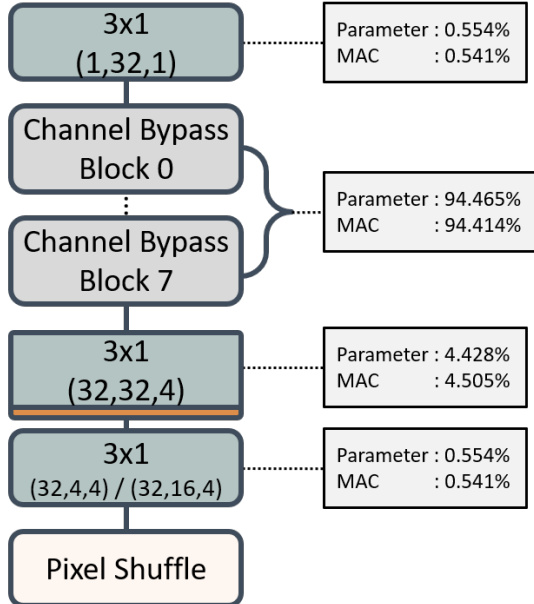 3x1
(1,32,1)
Parameter : 0.554%
MAC : 0.541%
Channel Bypass
Block 0
Channel Bypass
Block 7
Parameter : 94.465%
MAC : 94.414%
3x1
(32,32,4)
Parameter : 4.428%
MAC : 4.505%
3x1
(32,4,4) / (32,16,4)
Parameter : 0.554%
MAC : 0.541%
Pixel Shuffle